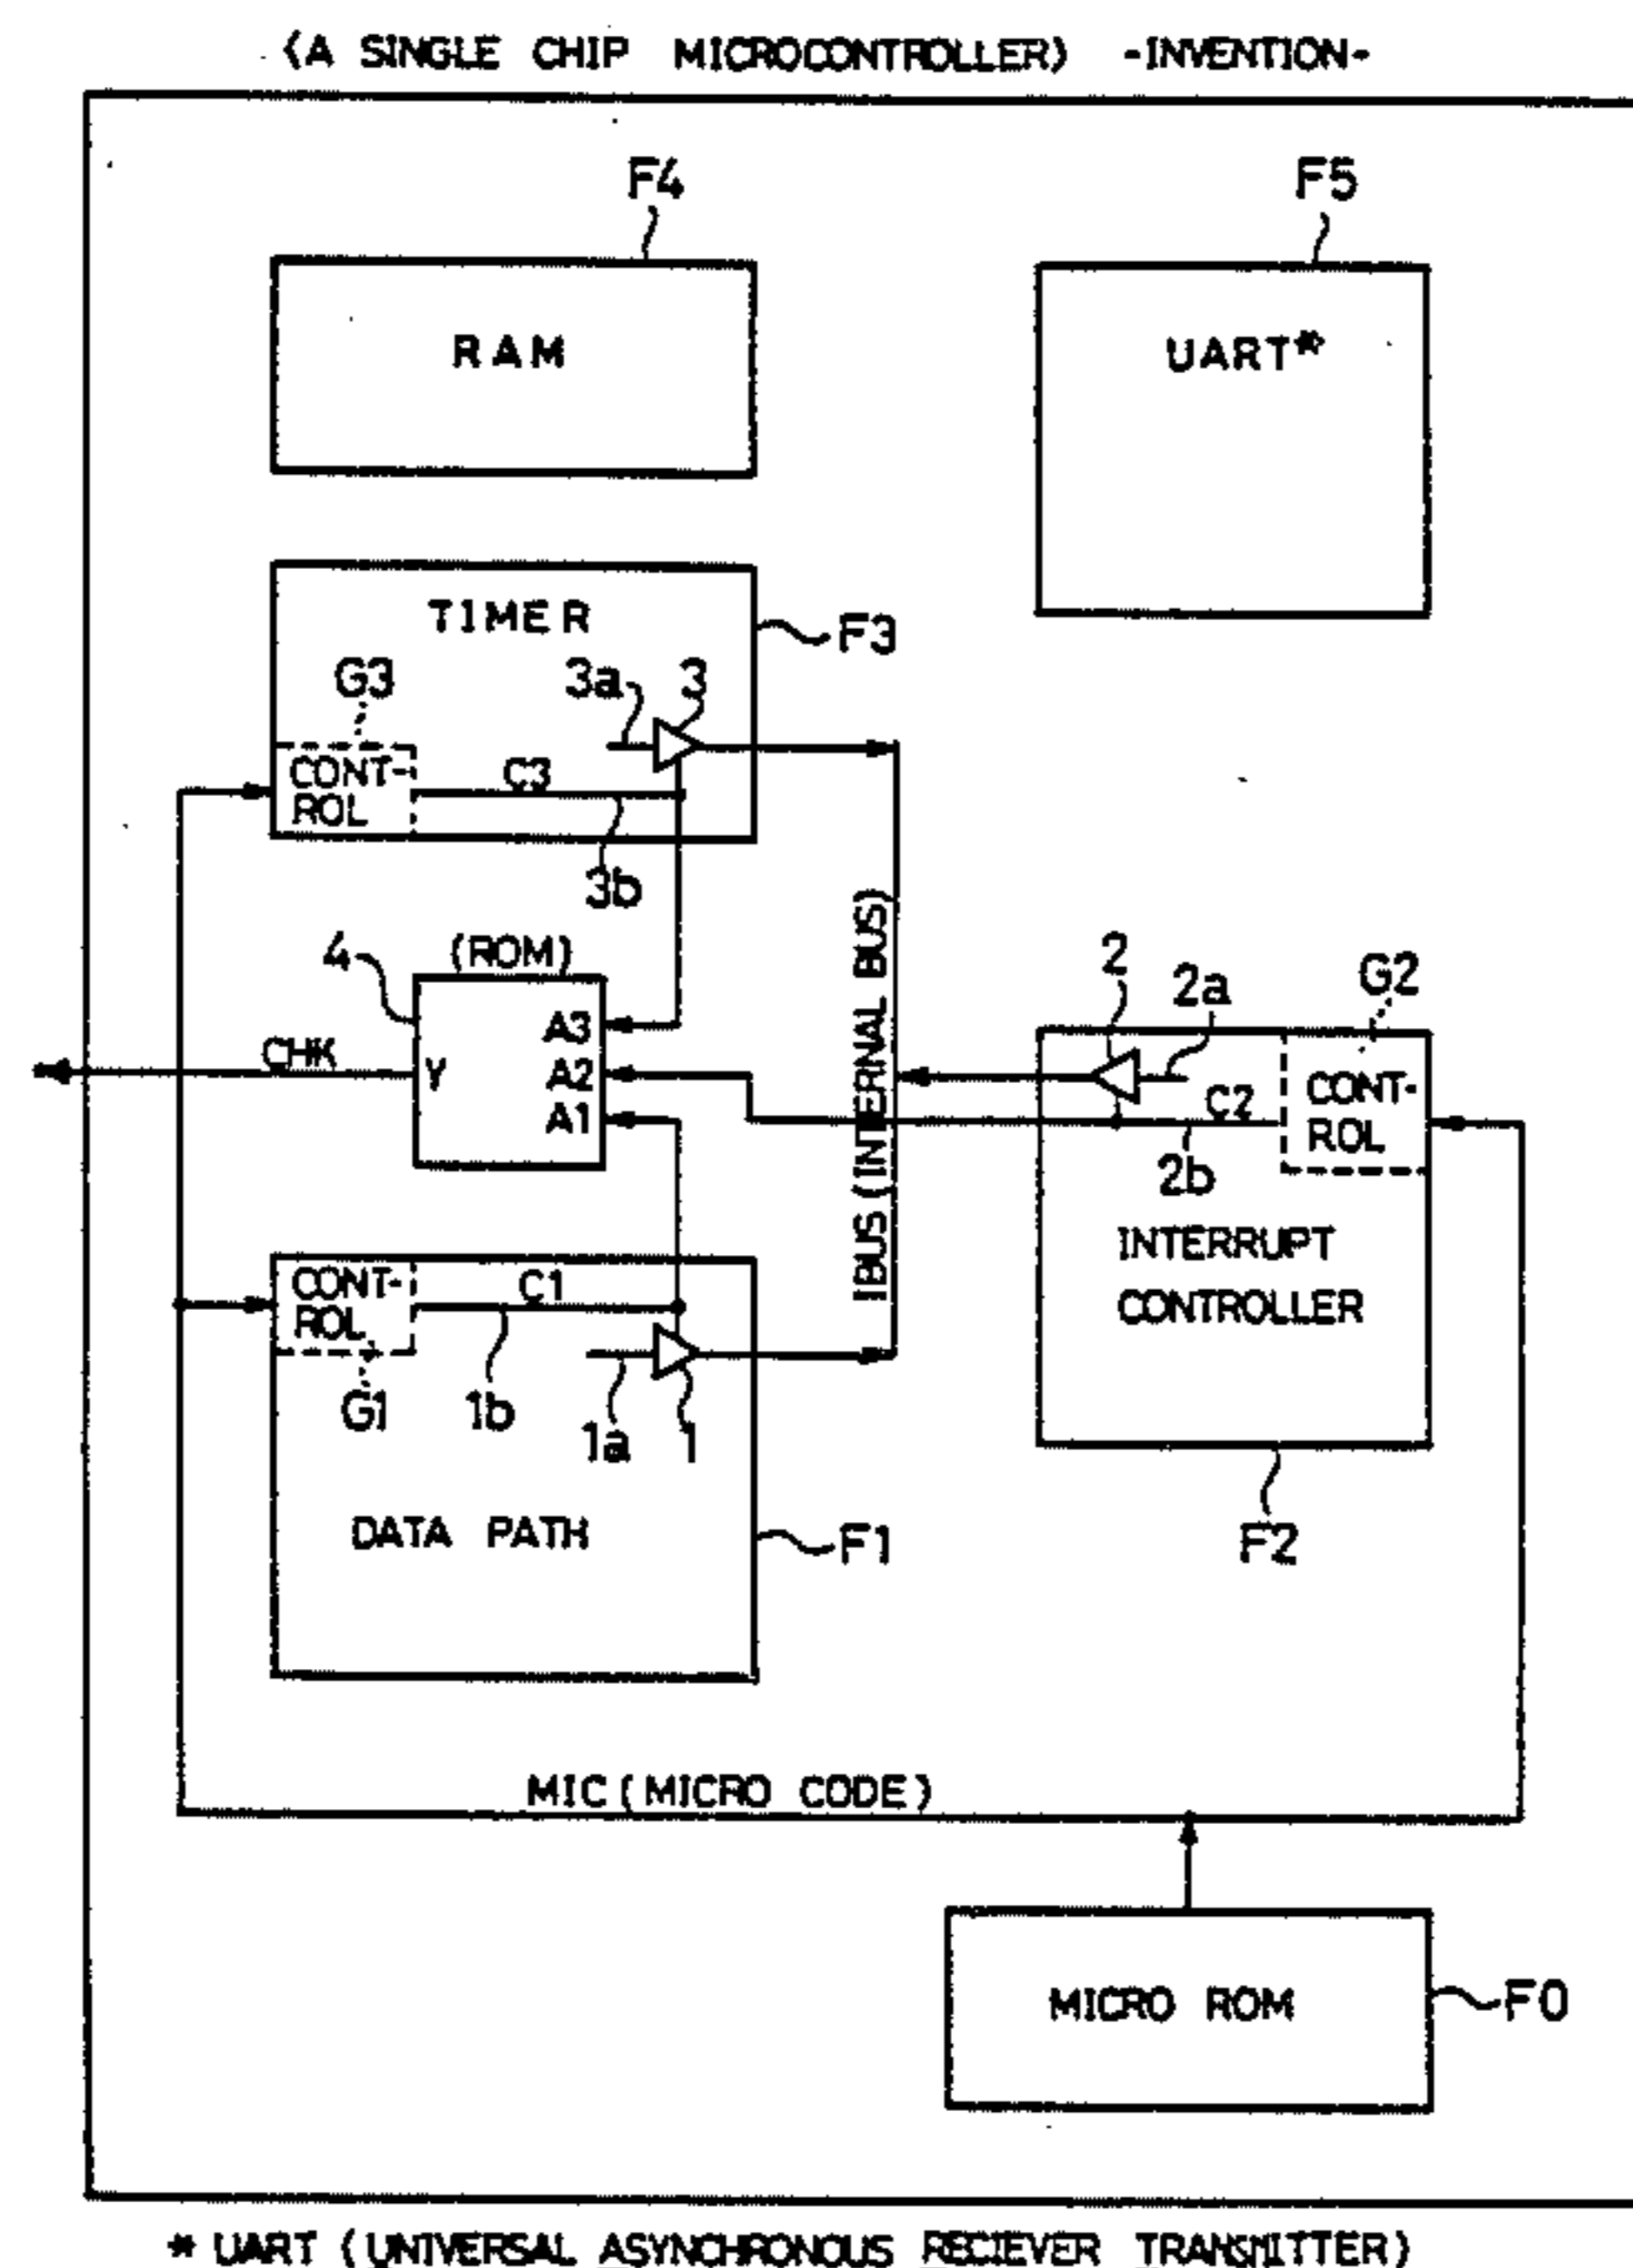 (A SINGLE CHIP MICROCONTROLLER) -INVENTION-
F4
F5
RAM
UART*
TIMER
F3
G3
3a
3
CONT-
ROL
C3
3b
4
(ROM)
A3
A2
A1
Y
CHK
IBUS (INTERNAL BUS)
2
2a
G2
C2
CONT-
ROL
2b
INTERRUPT
CONTROLLER
F2
CONT-
ROL
C1
G1
1b
1a
1
DATA PATH
F1
MIC (MICRO CODE)
MICRO ROM
F0
* UART (UNIVERSAL ASYNCHRONOUS RECIEVER TRANSMITTER)